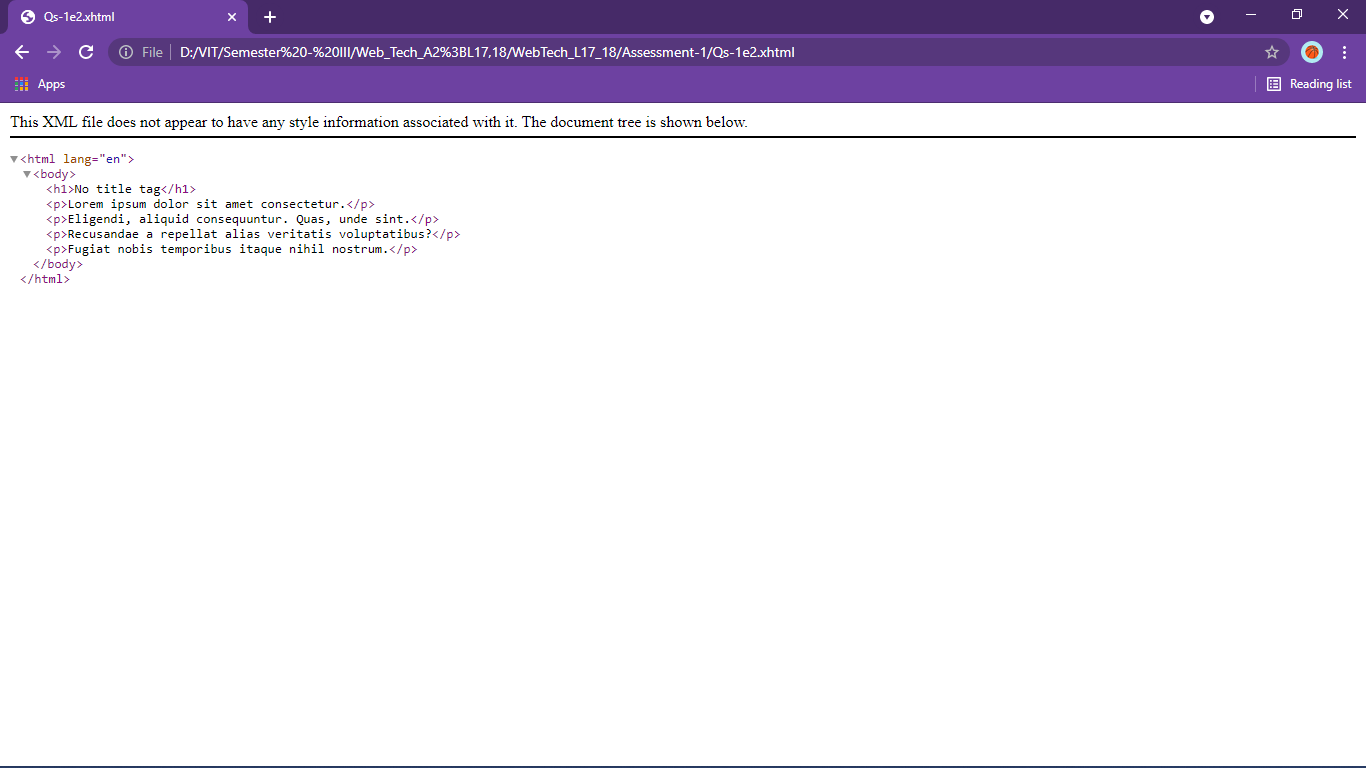 Qs-1e2.xhtml
File
D:/VIT/Semester%20-%20III/Web_Tech_A2%3BL17,18/WebTech_L17_18/Assessment-1/Qs-1e2.xhtml
Apps
Reading list
This XML file does not appear to have any style information associated with it. The document tree is shown below.
<html lang="en">
<body>
<h1>No title tag</h1>
<p>Lorem ipsum dolor sit amet consectetur.</p>
<p>Eligendi, aliquid consequuntur. Quas, unde sint.</p>
<p>Recusandae a repellat alias veritatis voluptatibus?</p>
<p>Fugiat nobis temporibus itaque nihil nostrum.</p>
</body>
</html>